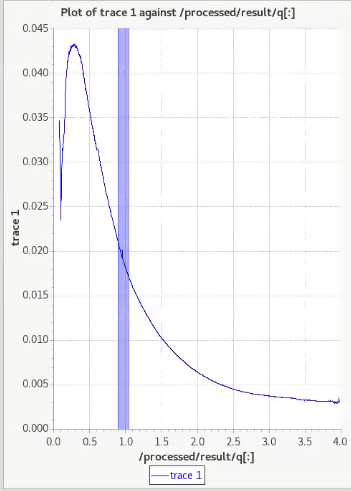 Plot of trace 1 against /processed/result/q[:]
0.045
0.040
0.035
0.030
0.025
0.020
0.015
0.010
0.005
0.000
trace 1
0.0 0.5 1.0 1.5 2.0 2.5 3.0 3.5 4.0
/processed/result/q[:]
trace 1